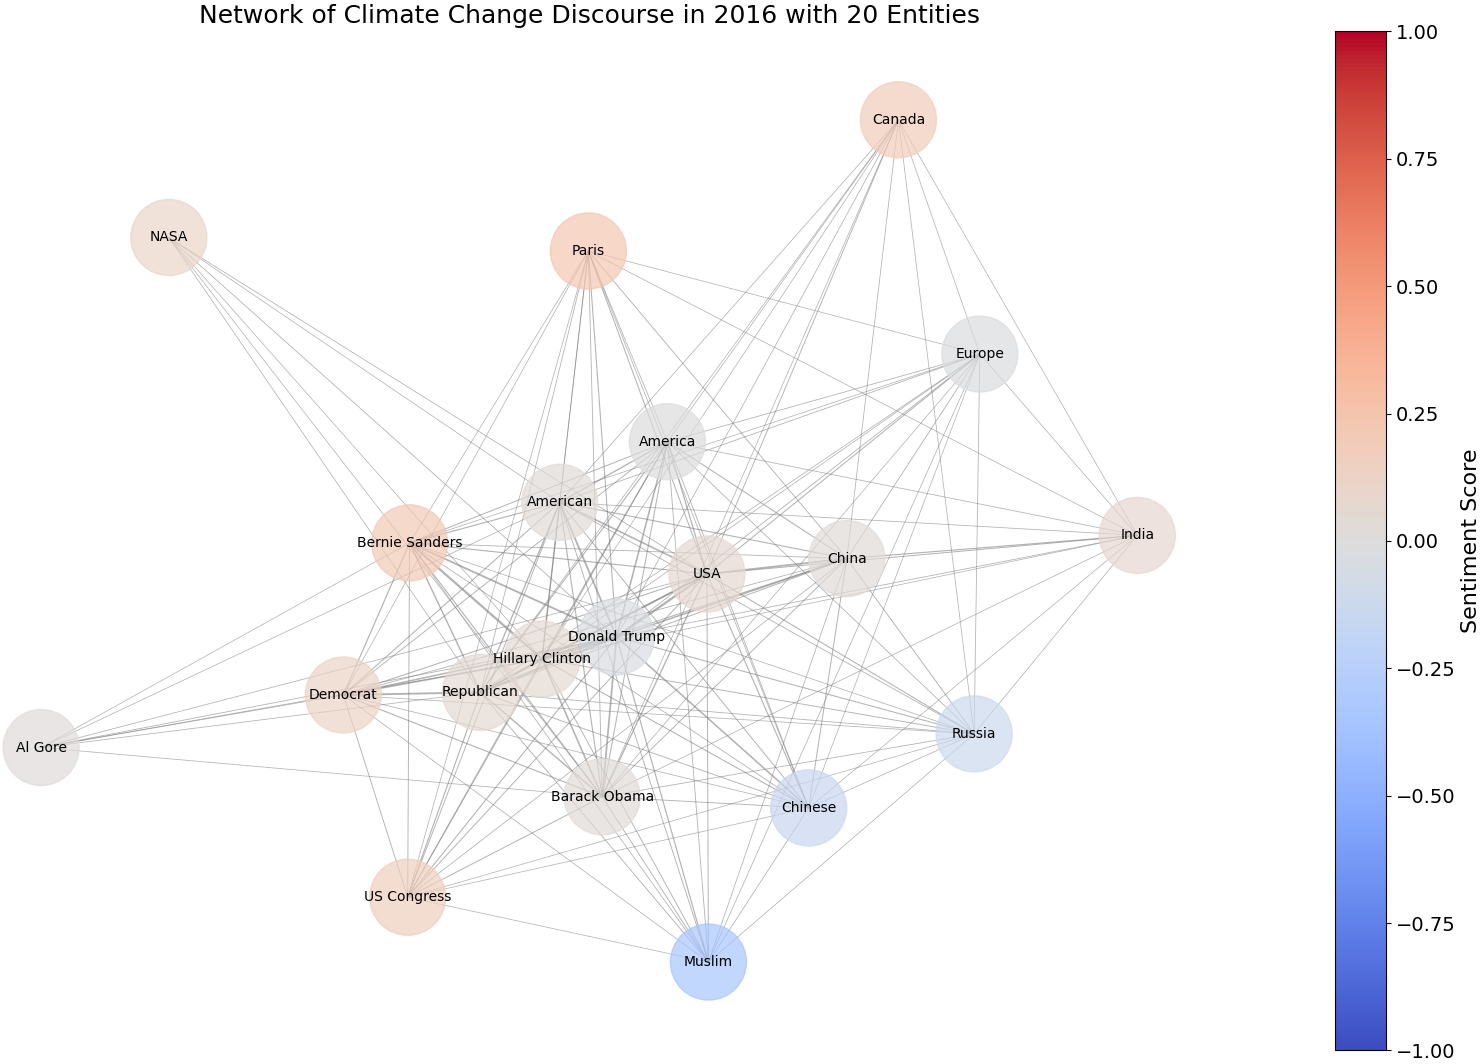 Network of Climate Change Discourse in 2016 with 20 Entities
Canada
NASA
Paris
Europe
America
American
Bernie Sanders
India
China
USA
Donald Trump
Hillary Clinton
Republican
Democrat
Russia
Al Gore
Barack Obama
Chinese
US Congress
Muslim
1.00
0.75
0.50
0.25
0.00
−0.25
−0.50
−0.75
−1.00
Sentiment Score